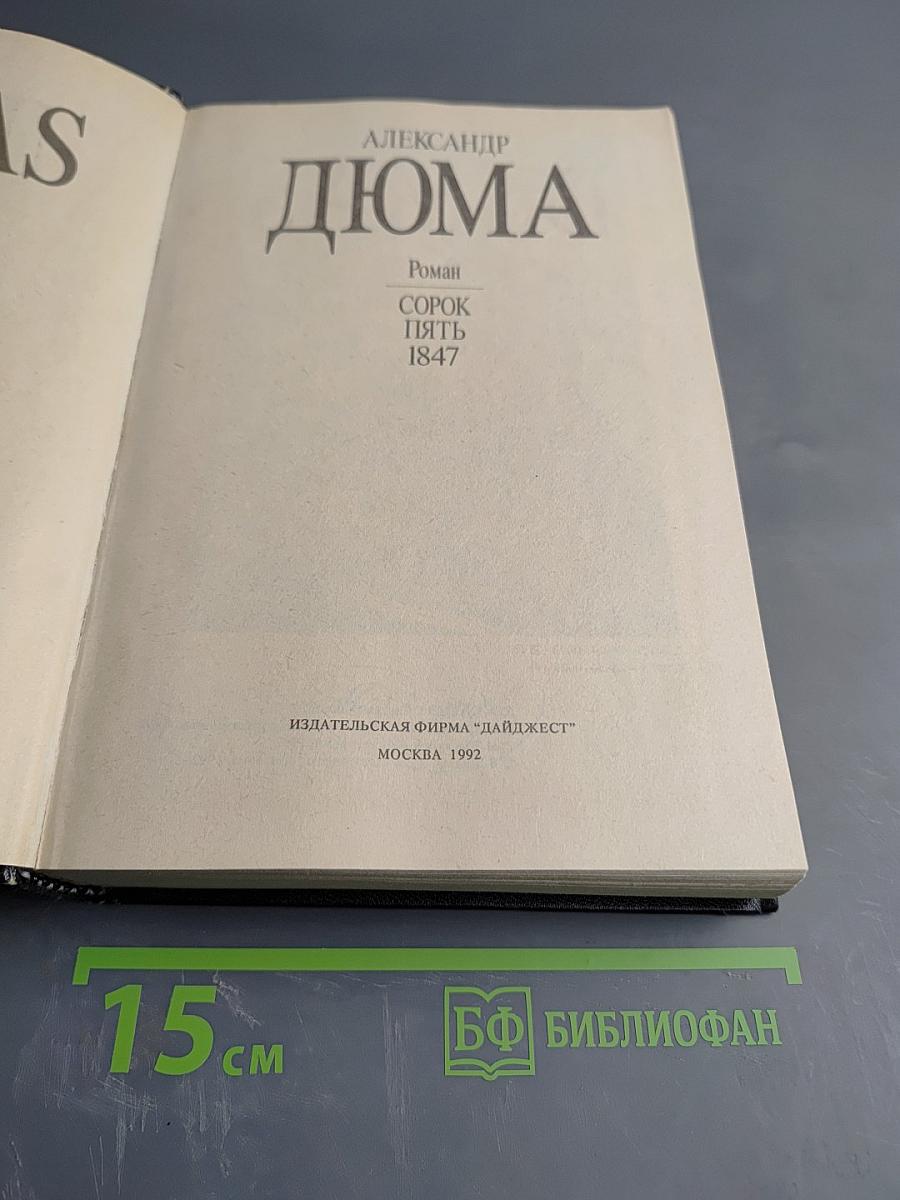 AS
АЛЕКСАНДР
ДЮМА
Роман
СОРОК
ПЯТЬ
1847
ИЗДАТЕЛЬСКАЯ ФИРМА "ДАЙДЖЕСТ"
МОСКВА 1992
15 см
БФ БИБЛИОФАН